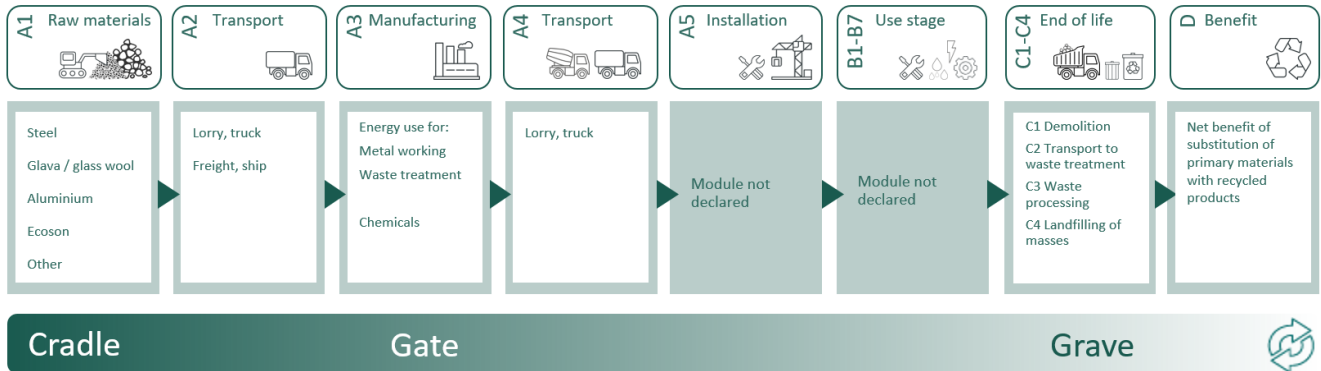 A1 Raw materials
A2 Transport
A3 Manufacturing
A4 Transport
A5 Installation
B1-B7 Use stage
C1-C4 End of life
D Benefit
Steel
Glava / glass wool
Aluminium
Ecoson
Other
Lorry, truck
Freight, ship
Energy use for:
Metal working
Waste treatment
Chemicals
Lorry, truck
Module not
declared
Module not
declared
C1 Demolition
C2 Transport to
waste treatment
C3 Waste
processing
C4 Landfilling of
masses
Net benefit of
substitution of
primary materials
with recycled
products
Cradle
Gate
Grave